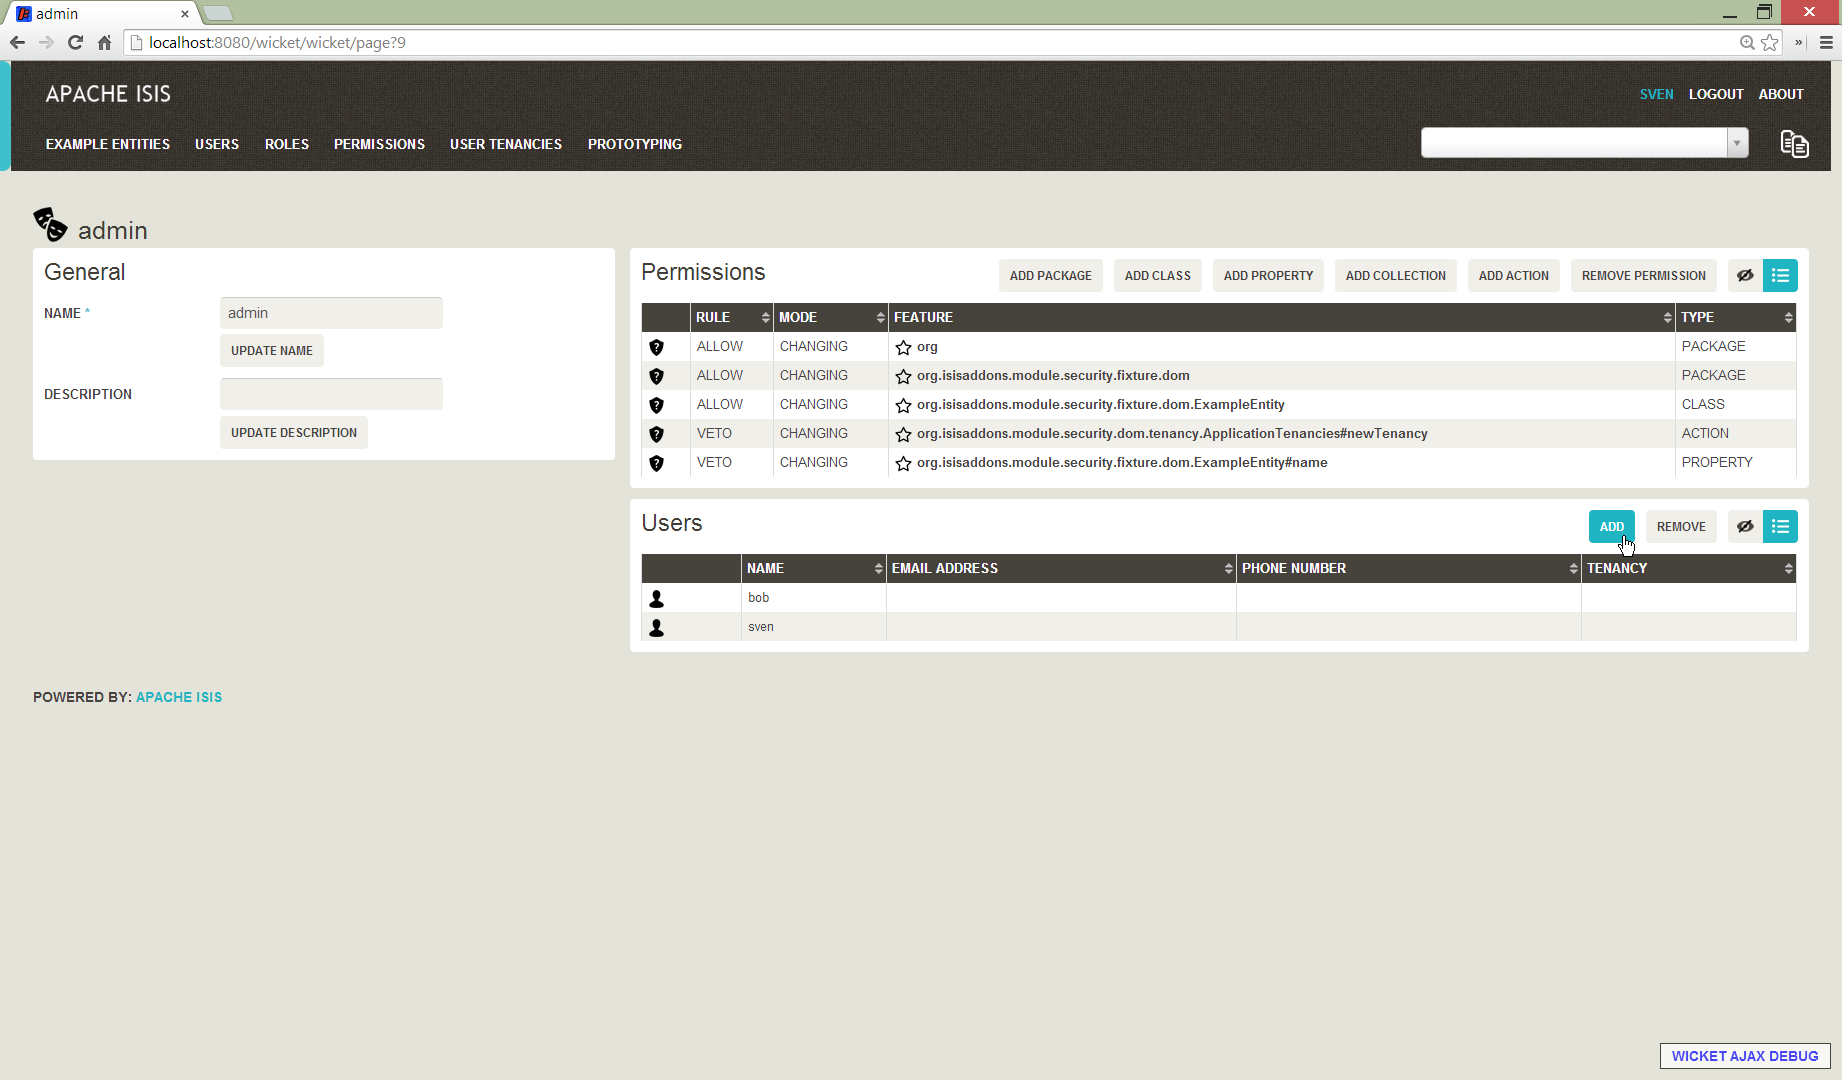 admin
localhost:8080/wicket/wicket/page?9
APACHE ISIS
SVEN LOGOUT ABOUT
EXAMPLE ENTITIES USERS ROLES PERMISSIONS USER TENANCIES PROTOTYPING
admin
General
NAME *
admin
UPDATE NAME
DESCRIPTION
UPDATE DESCRIPTION
Permissions
ADD PACKAGE ADD CLASS ADD PROPERTY ADD COLLECTION ADD ACTION REMOVE PERMISSION
RULE MODE FEATURE TYPE
ALLOW CHANGING org PACKAGE
ALLOW CHANGING org.isisaddons.module.security.fixture.dom PACKAGE
ALLOW CHANGING org.isisaddons.module.security.fixture.dom.ExampleEntity CLASS
VETO CHANGING org.isisaddons.module.security.dom.tenancy.ApplicationTenancies#newTenancy ACTION
VETO CHANGING org.isisaddons.module.security.fixture.dom.ExampleEntity#name PROPERTY
Users
ADD REMOVE
NAME EMAIL ADDRESS PHONE NUMBER TENANCY
bob
sven
POWERED BY: APACHE ISIS
WICKET AJAX DEBUG